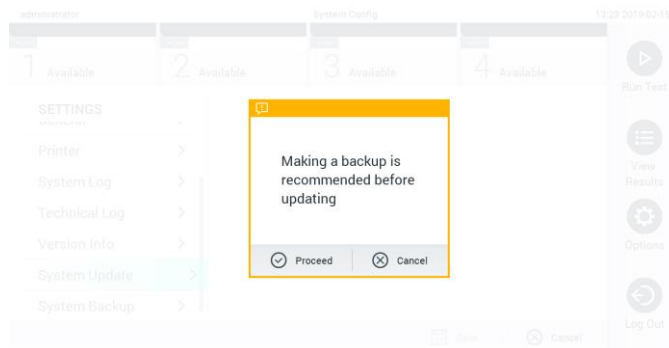 administrator System Config 13:23 2019-02-15
1 Available 2 Available 3 Available 4 Available
Run Test
SETTINGS
General
Printer
System Log
Technical Log
Version Info
System Update
System Backup
Making a backup is
recommended before
updating
Proceed Cancel
View
Results
Options
Log Out
Save Cancel